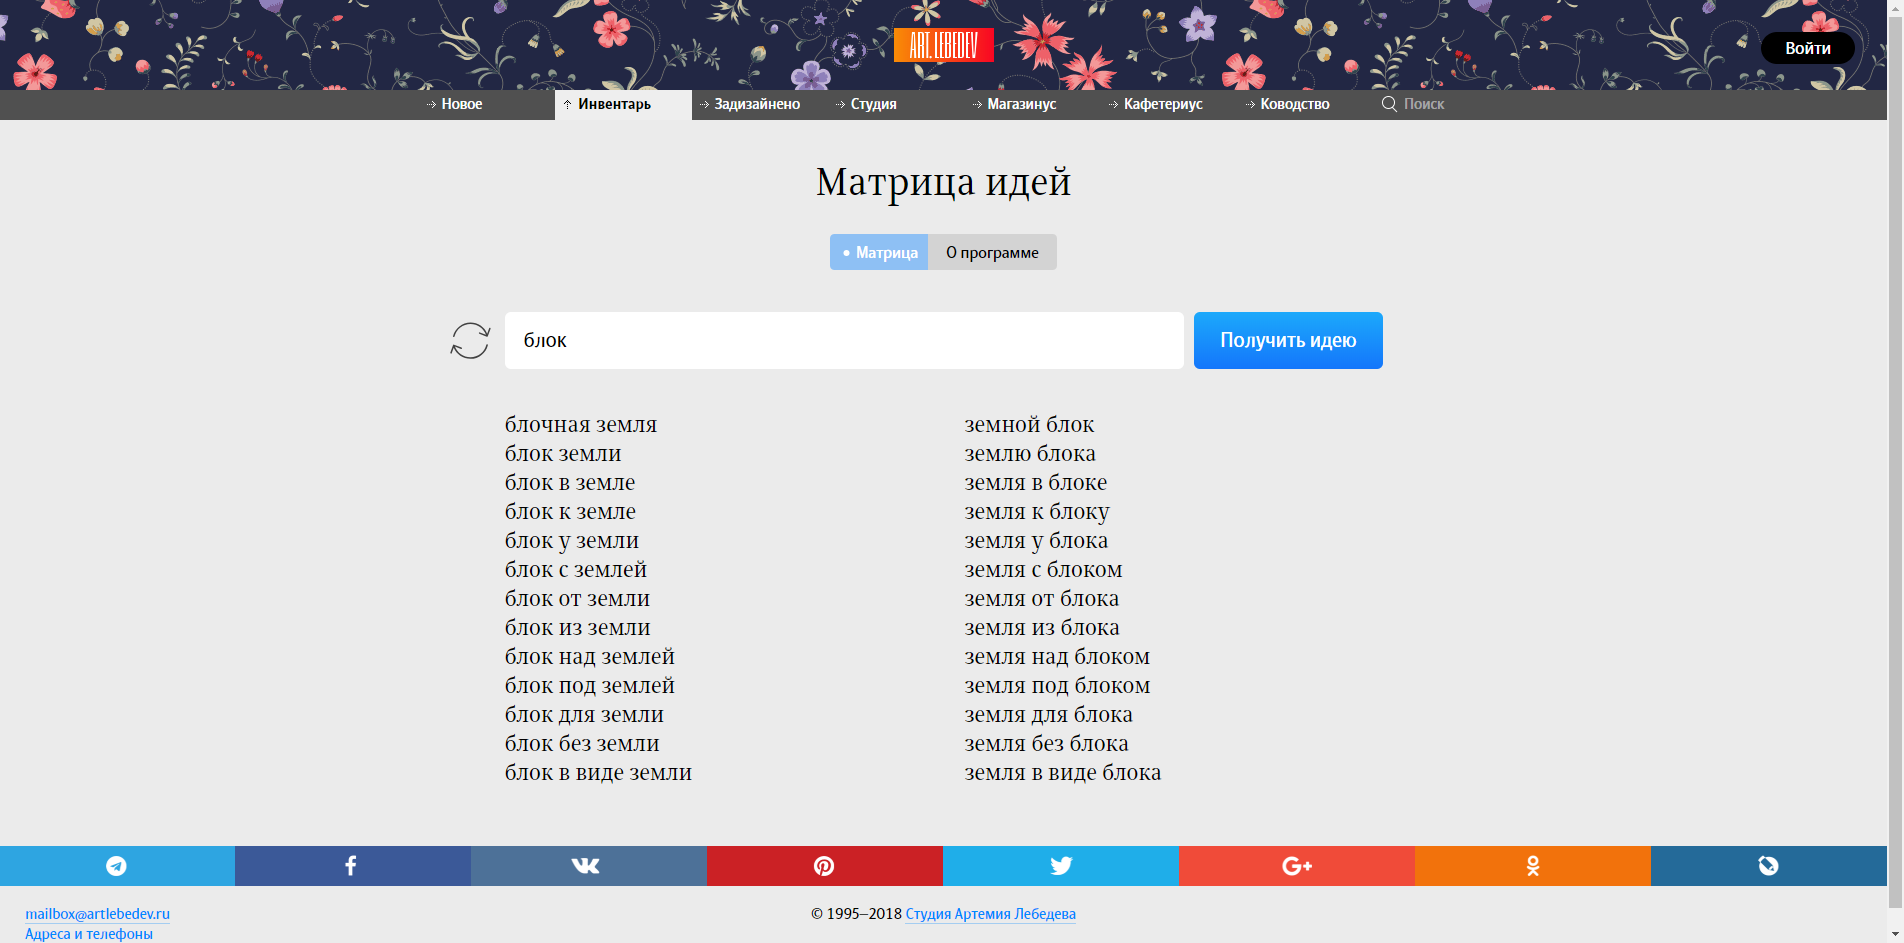 ART. LEBEDEV
Войти
Новое
Инвентарь
Задизайнено
Студия
Магазинус
Кафетериус
Ководство
Поиск
Матрица идей
Матрица
О программе
блок
Получить идею
блочная земля
блок земли
блок в земле
блок к земле
блок у земли
блок с землей
блок от земли
блок из земли
блок над землей
блок под землей
блок для земли
блок без земли
блок в виде земли
земной блок
землю блока
земля в блоке
земля к блоку
земля у блока
земля с блоком
земля от блока
земля из блока
земля над блоком
земля под блоком
земля для блока
земля без блока
земля в виде блока
mailbox@artlebedev.ru
Адреса и телефоны
© 1995–2018 Студия Артемия Лебедева